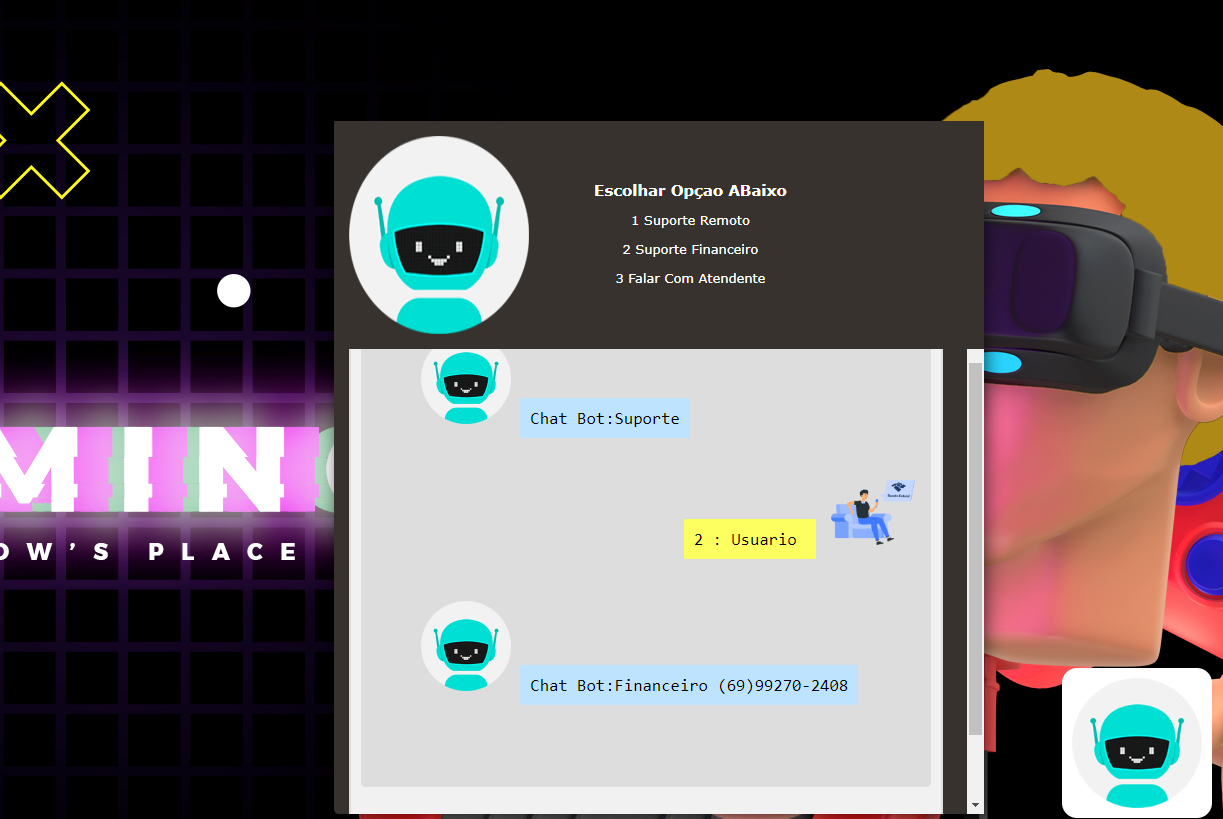 Escolhar Opçao ABaixo
1 Suporte Remoto
2 Suporte Financeiro
3 Falar Com Atendente
Chat Bot:Suporte
2 : Usuario
Chat Bot:Financeiro (69)99270-2408
MIN
OW'S PLACE